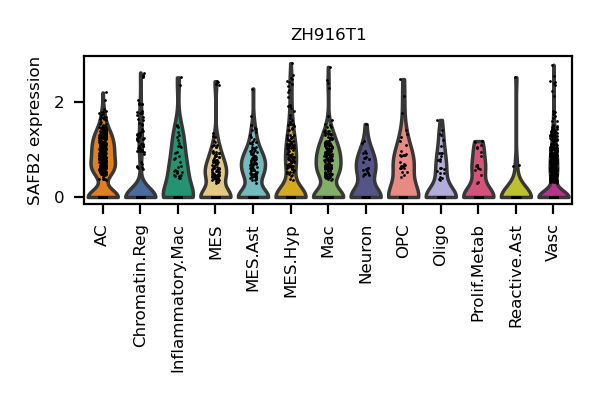 ZH916T1
SAFB2 expression
2
0
AC
Chromatin.Reg
Inflammatory.Mac
MES
MES.Ast
MES.Hyp
Mac
Neuron
OPC
Oligo
Prolif.Metab
Reactive.Ast
Vasc